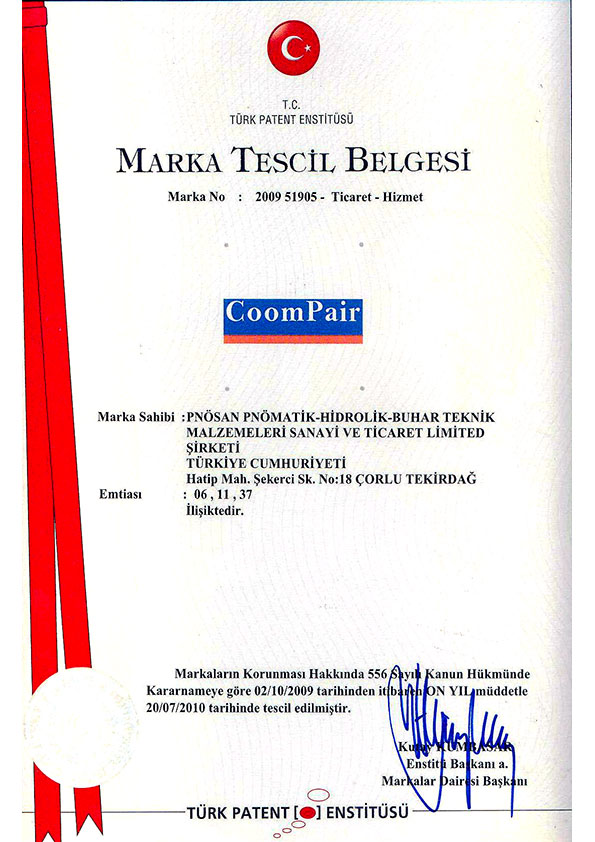 T.C.
TÜRK PATENT ENSTİTÜSÜ
MARKA TESCİL BELGESİ
Marka No : 2009 51905 - Ticaret - Hizmet
CoomPair
Marka Sahibi :PNÖSAN PNÖMATİK-HİDROLİK-BUHAR TEKNİK
MALZEMELERİ SANAYİ VE TİCARET LİMİTED
ŞİRKETİ
TÜRKİYE CUMHURİYETİ
Hatip Mah. Şekerci Sk. No:18 ÇORLU TEKİRDAĞ
Emtiası : 06 , 11 , 37
İlişiktedir.
Markaların Korunması Hakkında 556 Sayılı Kanun Hükmünde
Kararnameye göre 02/10/2009 tarihinden itibaren ON YIL müddetle
20/07/2010 tarihinde tescil edilmiştir.
KUMBASAR
Enstitü Başkanı a.
Markalar Dairesi Başkanı
TÜRK PATENT [ ] ENSTİTÜSÜ